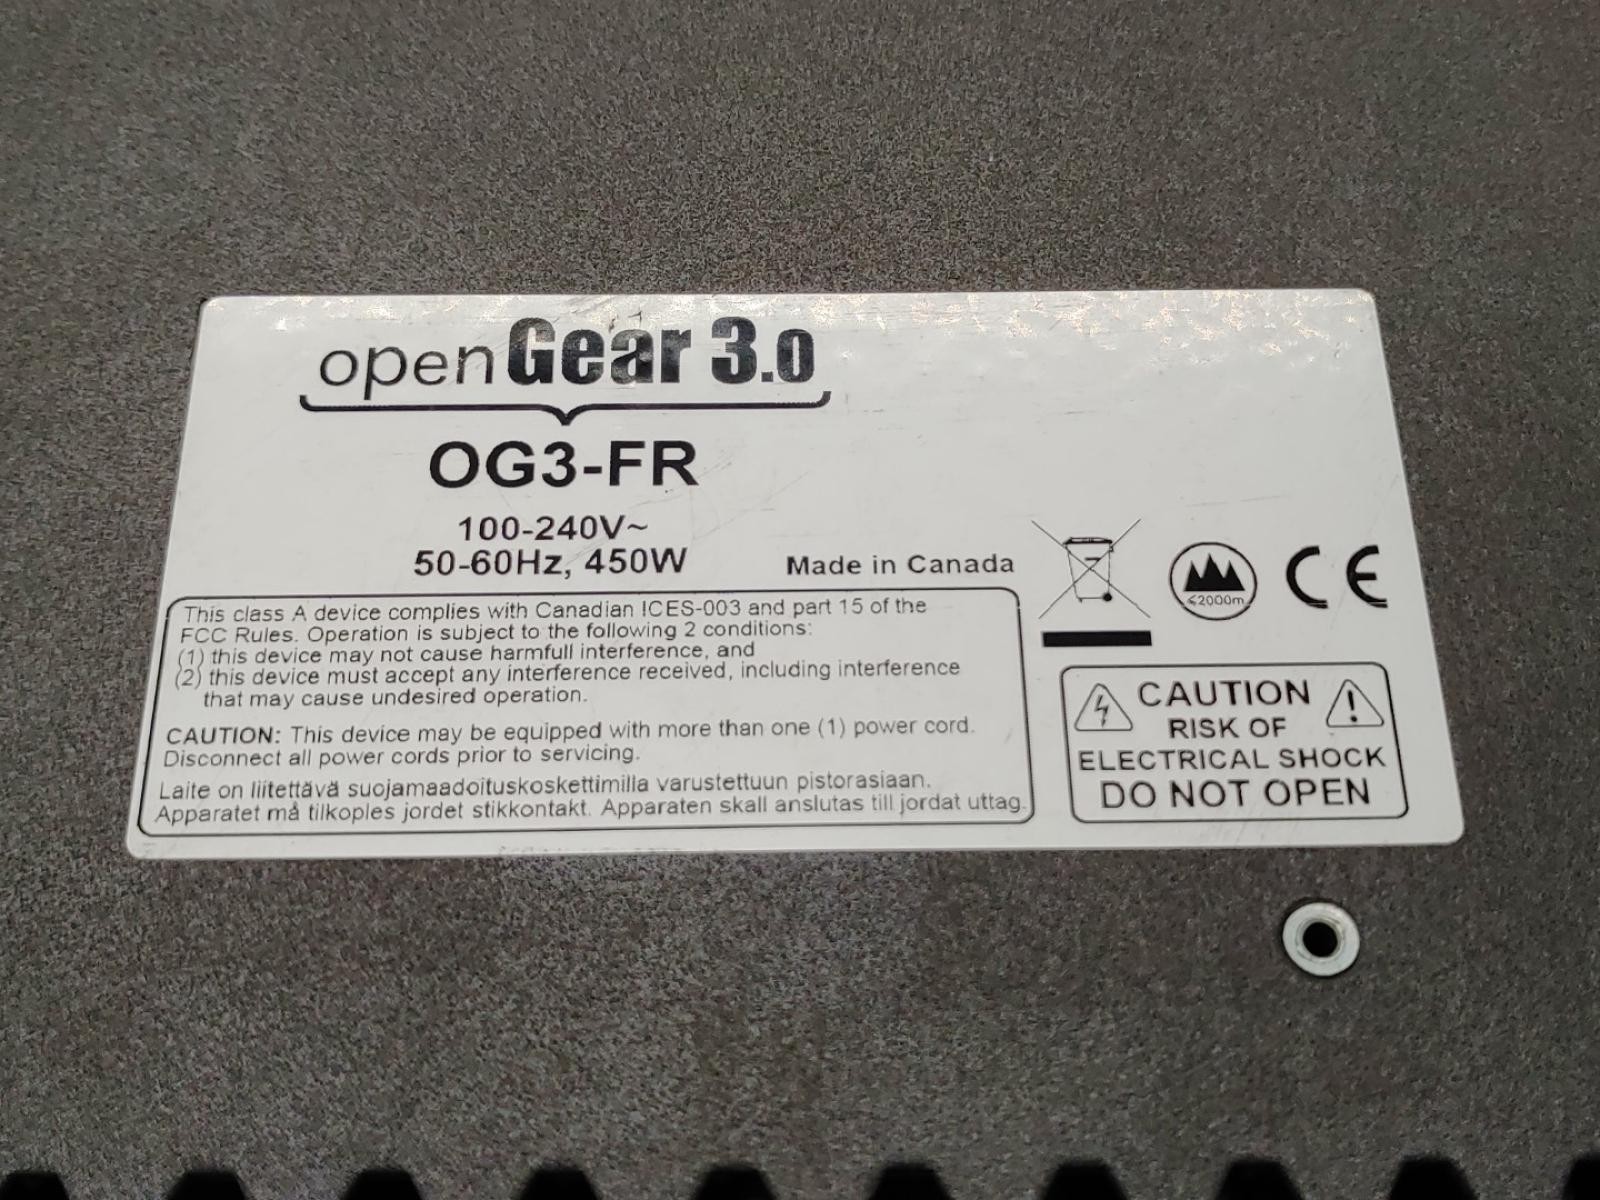 openGear 3.0
OG3-FR
100-240V~
50-60Hz, 450W
Made in Canada
≤2000m
CE
This class A device complies with Canadian ICES-003 and part 15 of the
FCC Rules. Operation is subject to the following 2 conditions:
(1) this device may not cause harmfull interference, and
(2) this device must accept any interference received, including interference
that may cause undesired operation.
CAUTION: This device may be equipped with more than one (1) power cord.
Disconnect all power cords prior to servicing.
Laite on liitettävä suojamaadoituskoskettimilla varustettuun pistorasiaan.
Apparatet må tilkoples jordet stikkontakt. Apparaten skall anslutas till jordat uttag.
CAUTION
RISK OF
ELECTRICAL SHOCK
DO NOT OPEN